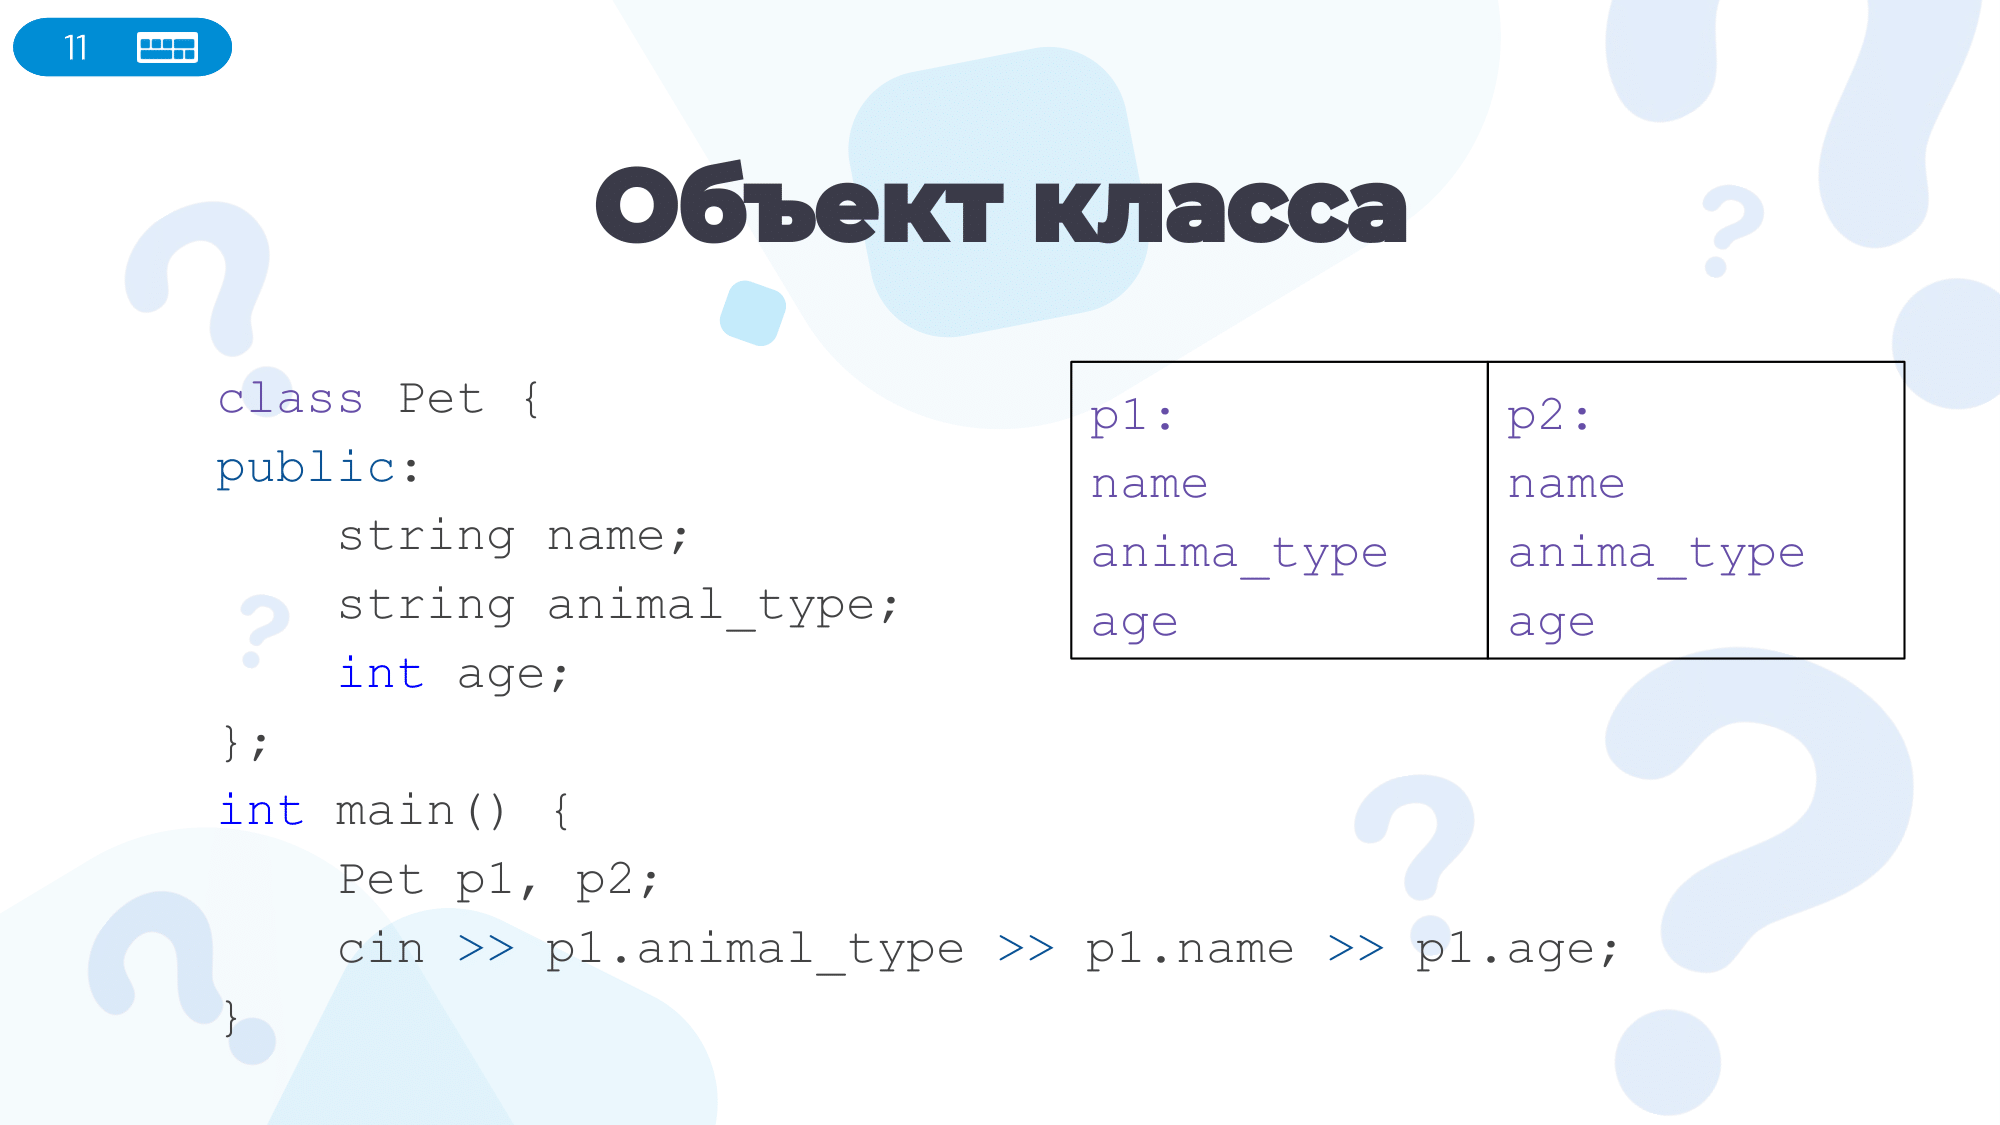 11
Объект класса
class Pet {
public:
    string name;
    string animal_type;
    int age;
};
int main() {
    Pet p1, p2;
    cin >> p1.animal_type >> p1.name >> p1.age;
}
p1:
name
anima_type
age
p2:
name
anima_type
age